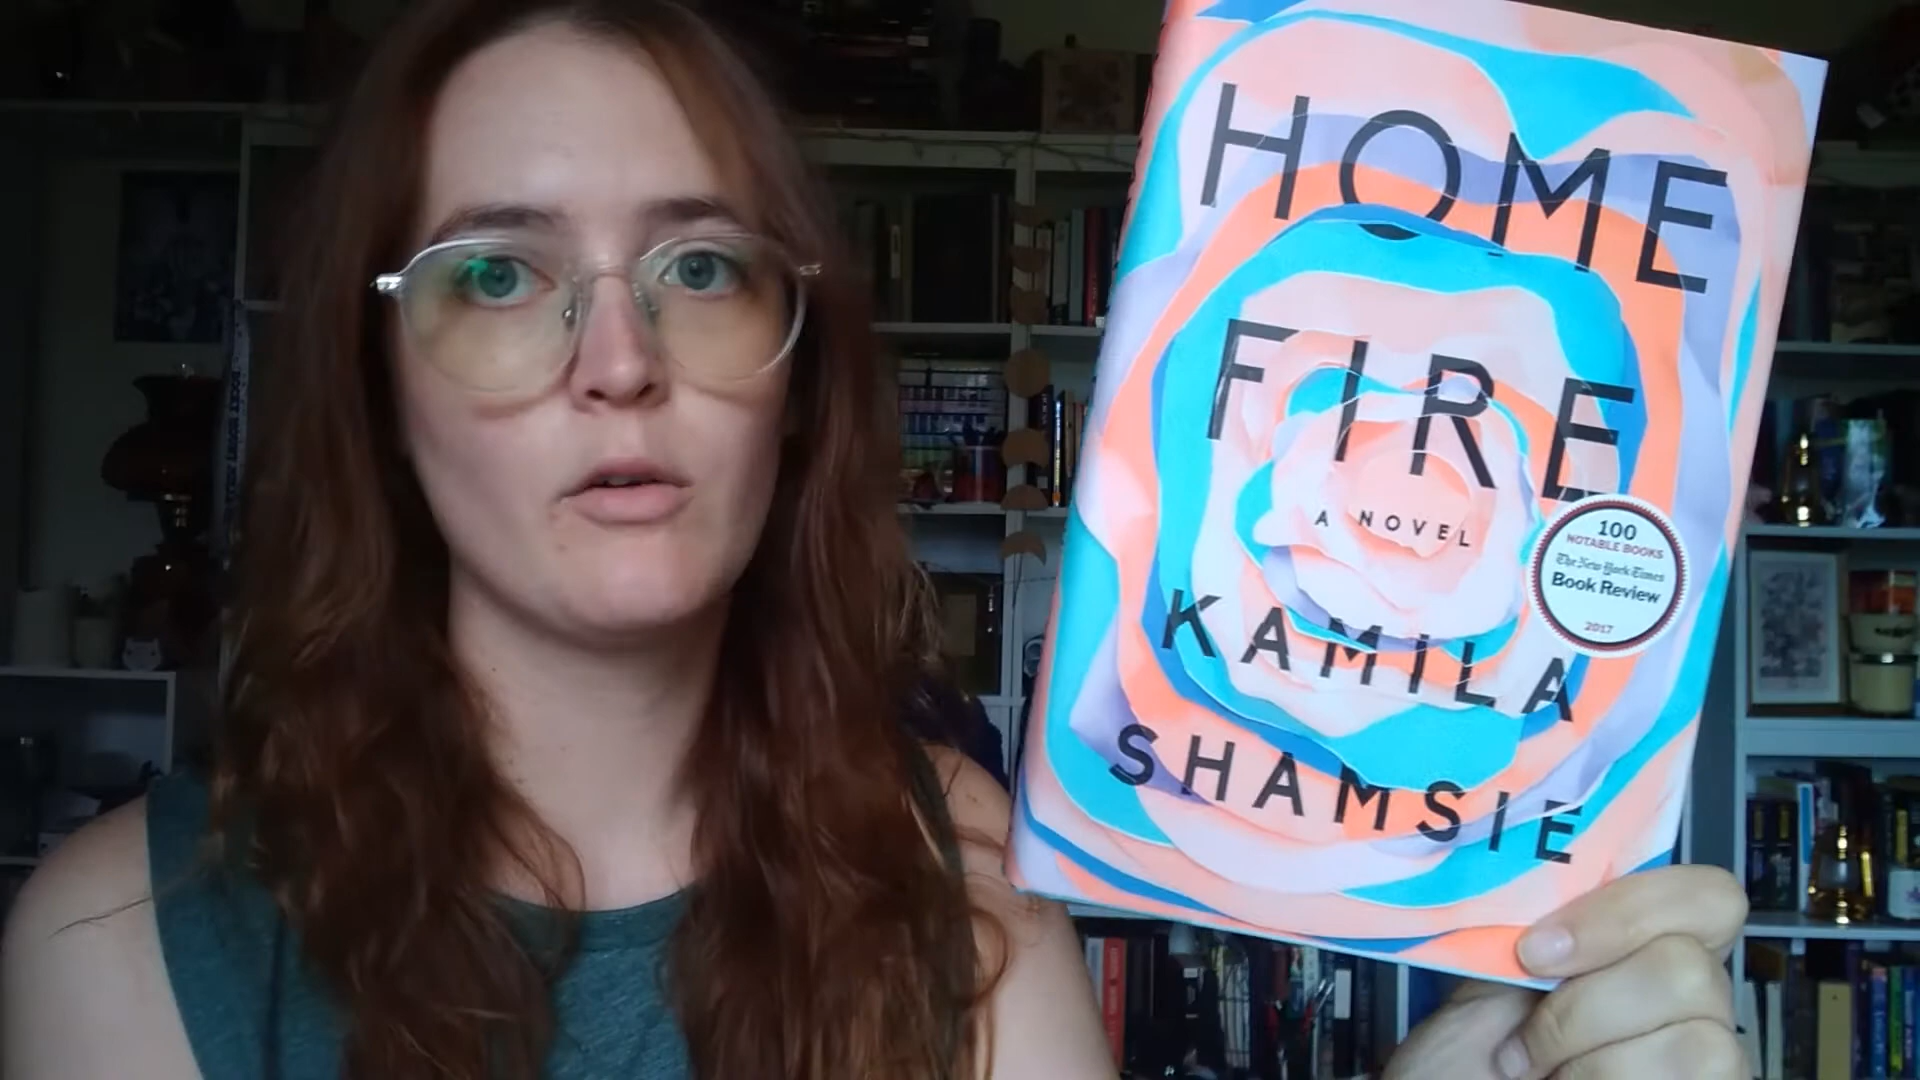 HOME
FIRE
A NOVEL
KAMILA
SHAMSIE
100
NOTABLE BOOKS
The New York Times
Book Review
2017